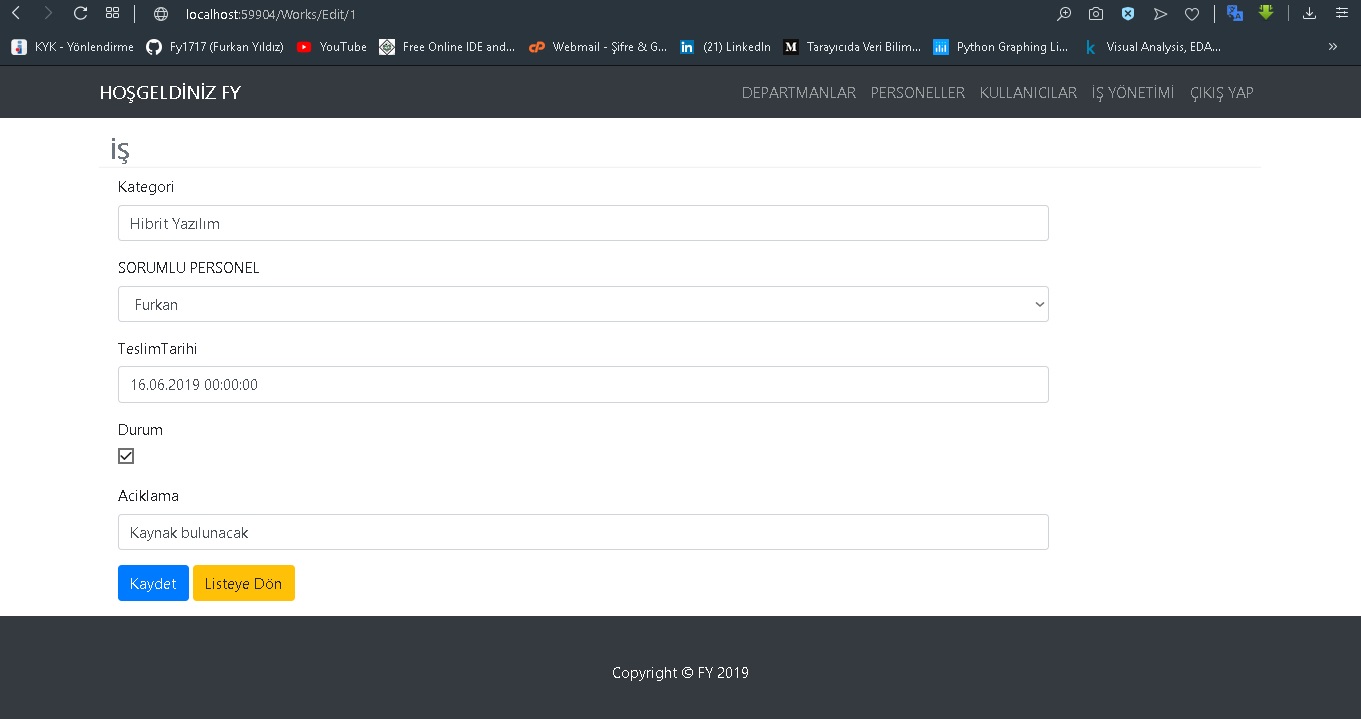 localhost:59904/Works/Edit/1
KYK - Yönlendirme Fy1717 (Furkan Yıldız) YouTube Free Online IDE and... Webmail - Şifre & G... (21) LinkedIn Tarayıcıda Veri Bilim... Python Graphing Li... Visual Analysis, EDA... »
HOŞGELDİNİZ FY DEPARTMANLAR PERSONELLER KULLANICILAR İŞ YÖNETİMİ ÇIKIŞ YAP
İŞ
Kategori
Hibrit Yazılım
SORUMLU PERSONEL
Furkan
TeslimTarihi
16.06.2019 00:00:00
Durum
Aciklama
Kaynak bulunacak
Kaydet Listeye Dön
Copyright © FY 2019